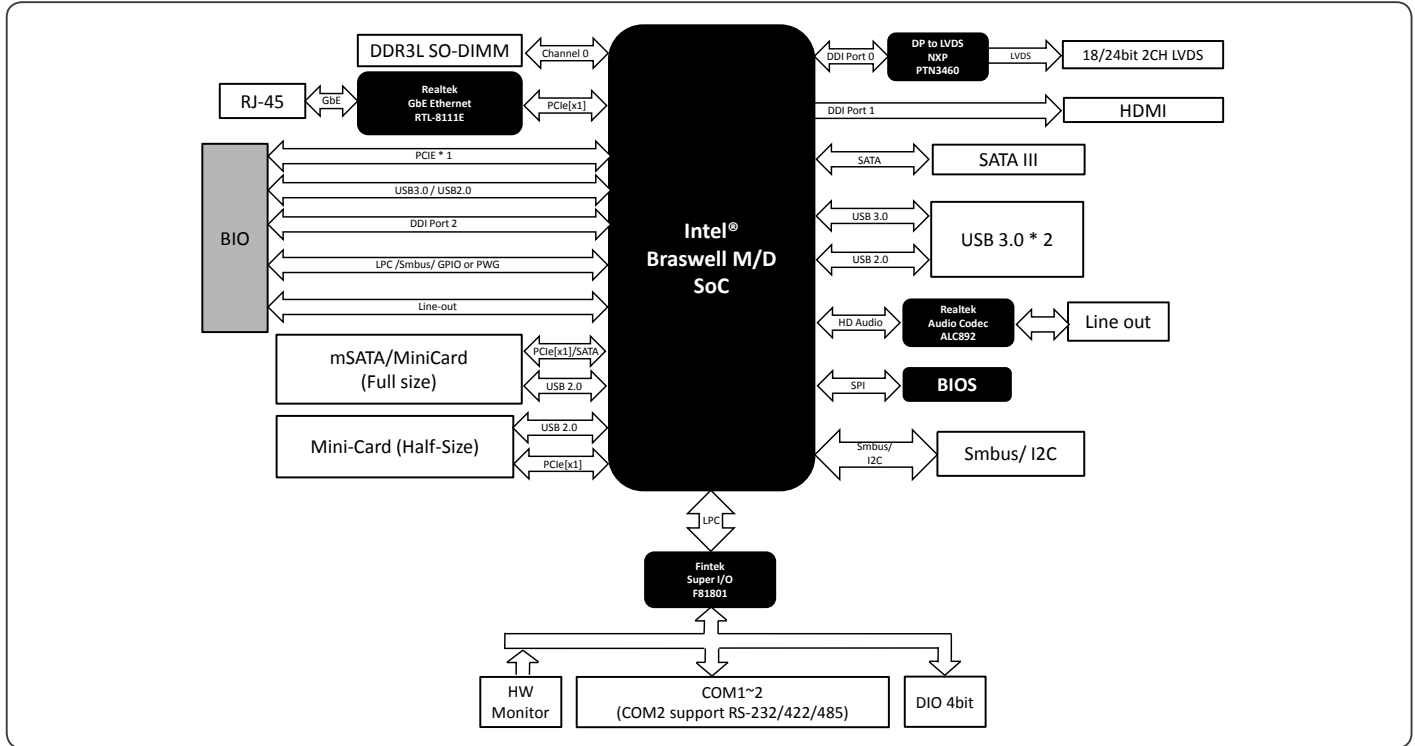 DDR3L SO-DIMM
Channel 0
RJ-45
GbE
Realtek
GbE Ethernet
RTL-8111E
PCIe[x1]
BIO
PCIE * 1
USB3.0 / USB2.0
DDI Port 2
LPC /Smbus/ GPIO or PWG
Line-out
mSATA/MiniCard
(Full size)
PCIe[x1]/SATA
USB 2.0
Mini-Card (Half-Size)
USB 2.0
PCIe[x1]
Intel®
Braswell M/D
SoC
DDI Port 0
DP to LVDS
NXP
PTN3460
LVDS
18/24bit 2CH LVDS
DDI Port 1
HDMI
SATA
SATA III
USB 3.0
USB 2.0
USB 3.0 * 2
HD Audio
Realtek
Audio Codec
ALC892
Line out
SPI
BIOS
Smbus/
I2C
Smbus/ I2C
LPC
Fintek
Super I/O
F81801
HW
Monitor
COM1~2
(COM2 support RS-232/422/485)
DIO 4bit